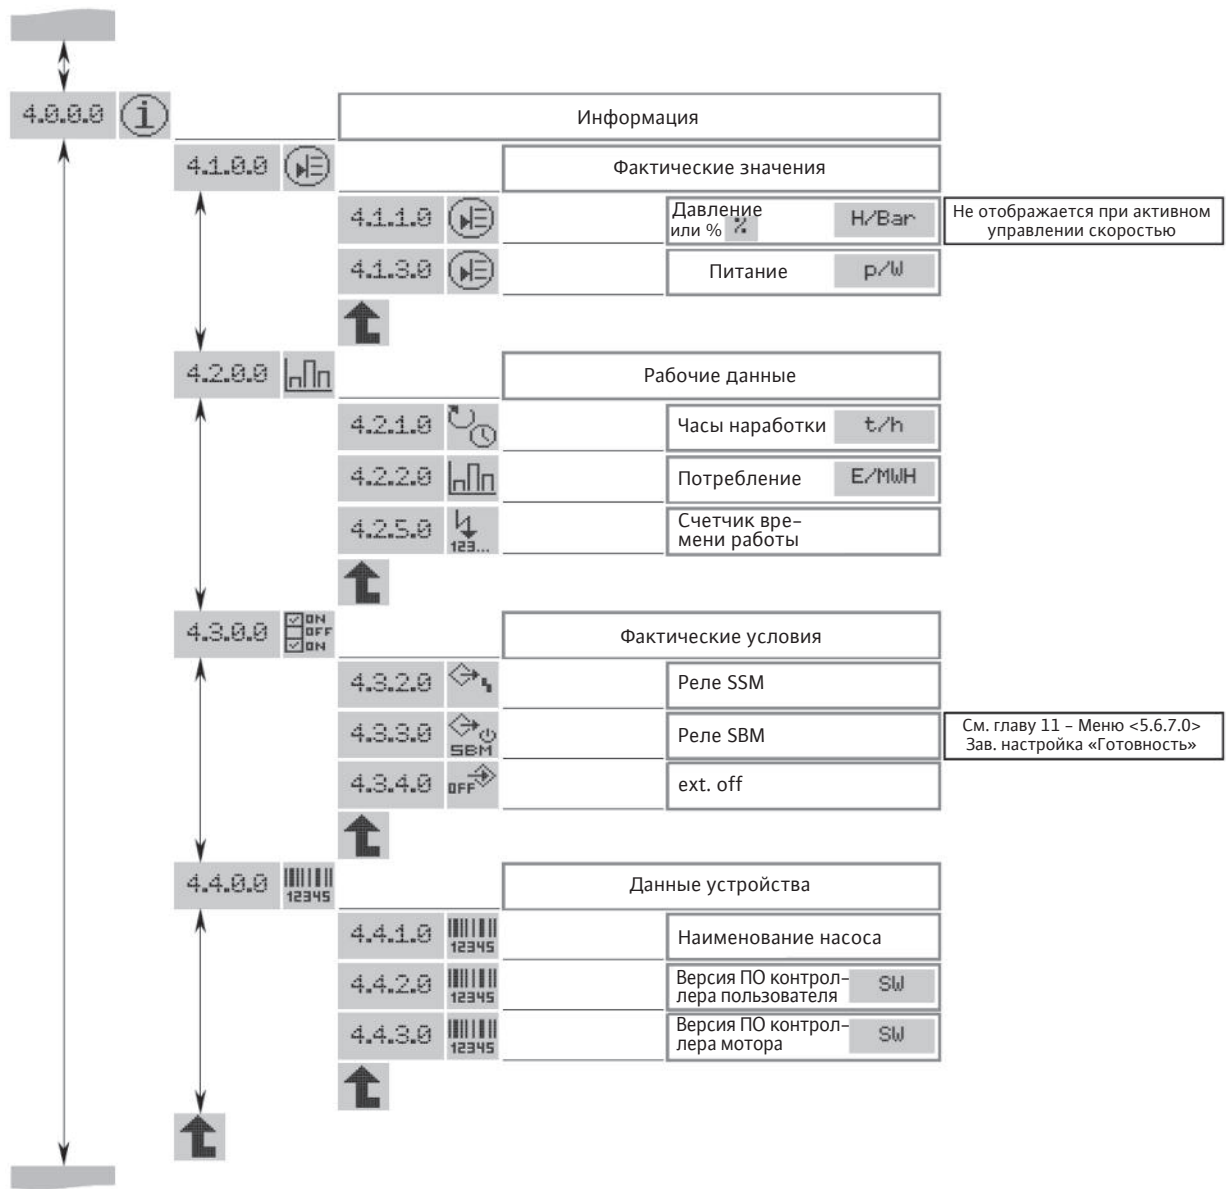 4.0.0.0 i Информация
4.1.0.0 Фактические значения
4.1.1.0 Давление
или % % H/Bar
Не отображается при активном
управлении скоростью
4.1.3.0 Питание p/W
4.2.0.0 Рабочие данные
4.2.1.0 Часы наработки t/h
4.2.2.0 Потребление E/MWH
4.2.5.0 123... Счетчик вре-
мени работы
4.3.0.0 ON OFF ON Фактические условия
4.3.2.0 Реле SSM
4.3.3.0 SBM Реле SBM
См. главу 11 – Меню <5.6.7.0>
Зав. настройка «Готовность»
4.3.4.0 OFF ext. off
4.4.0.0 12345 Данные устройства
4.4.1.0 12345 Наименование насоса
4.4.2.0 12345 Версия ПО контрол-
лера пользователя SW
4.4.3.0 12345 Версия ПО контрол-
лера мотора SW